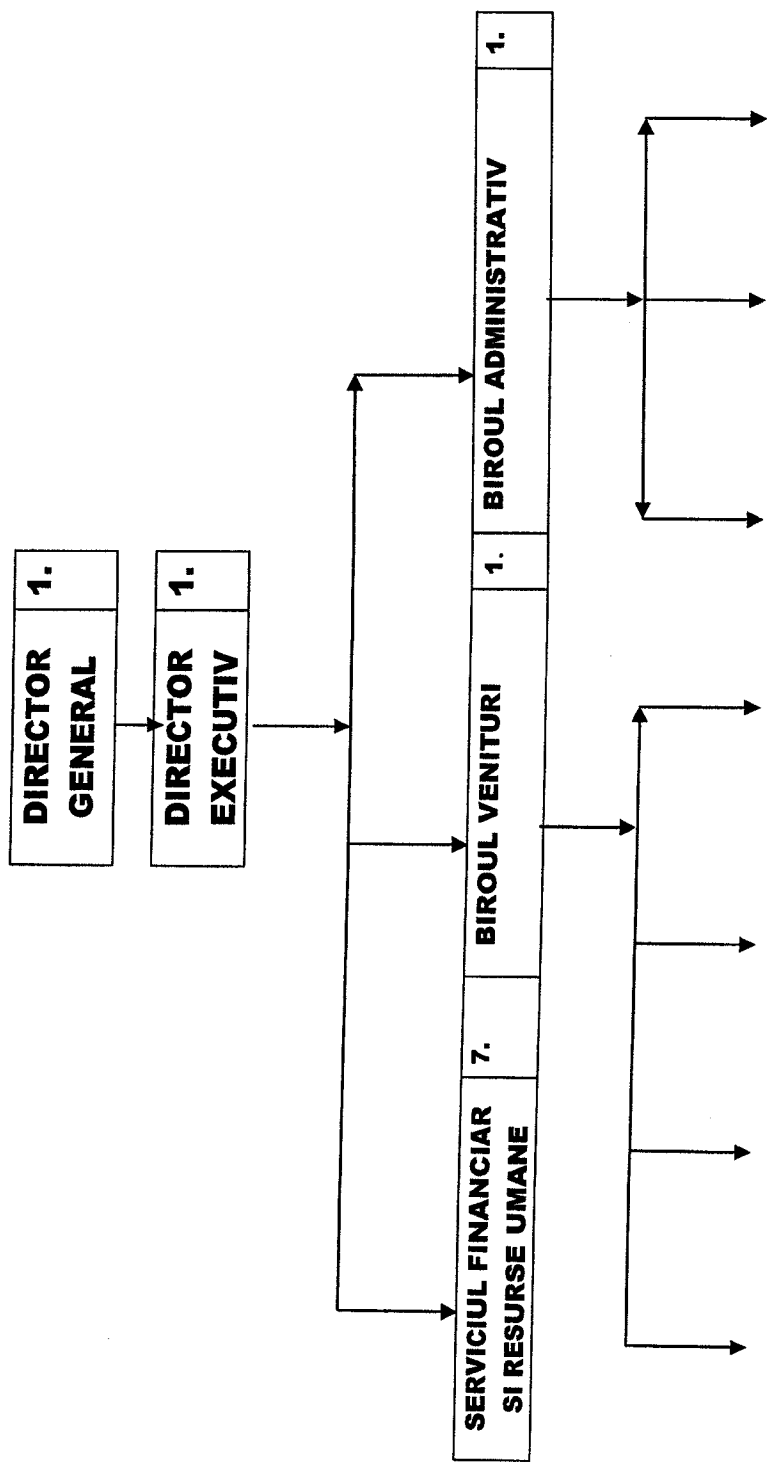 DIRECTOR
GENERAL
1.
DIRECTOR
EXECUTIV
1.
SERVICIUL FINANCIAR
SI RESURSE UMANE
7.
BIROUL VENITURI
1.
BIROUL ADMINISTRATIV
1.